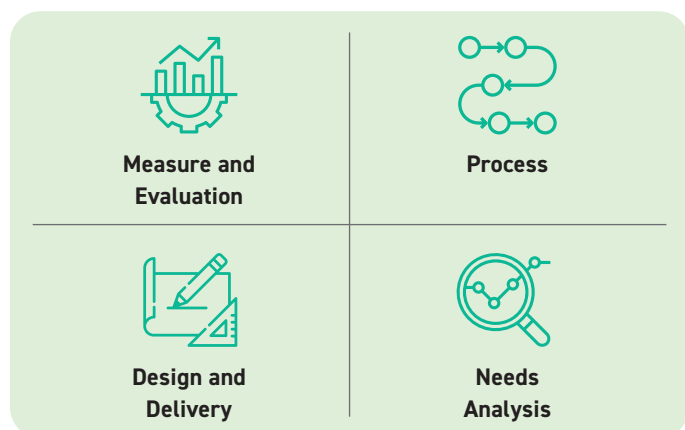 Measure and
Evaluation
Process
Design and
Delivery
Needs
Analysis